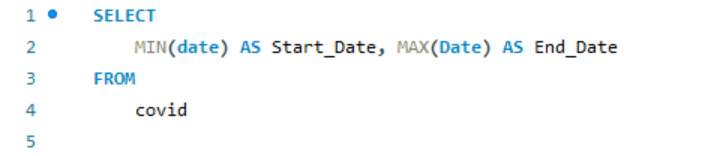 1 SELECT
2 MIN(date) AS Start_Date, MAX(Date) AS End_Date
3 FROM
4 covid
5